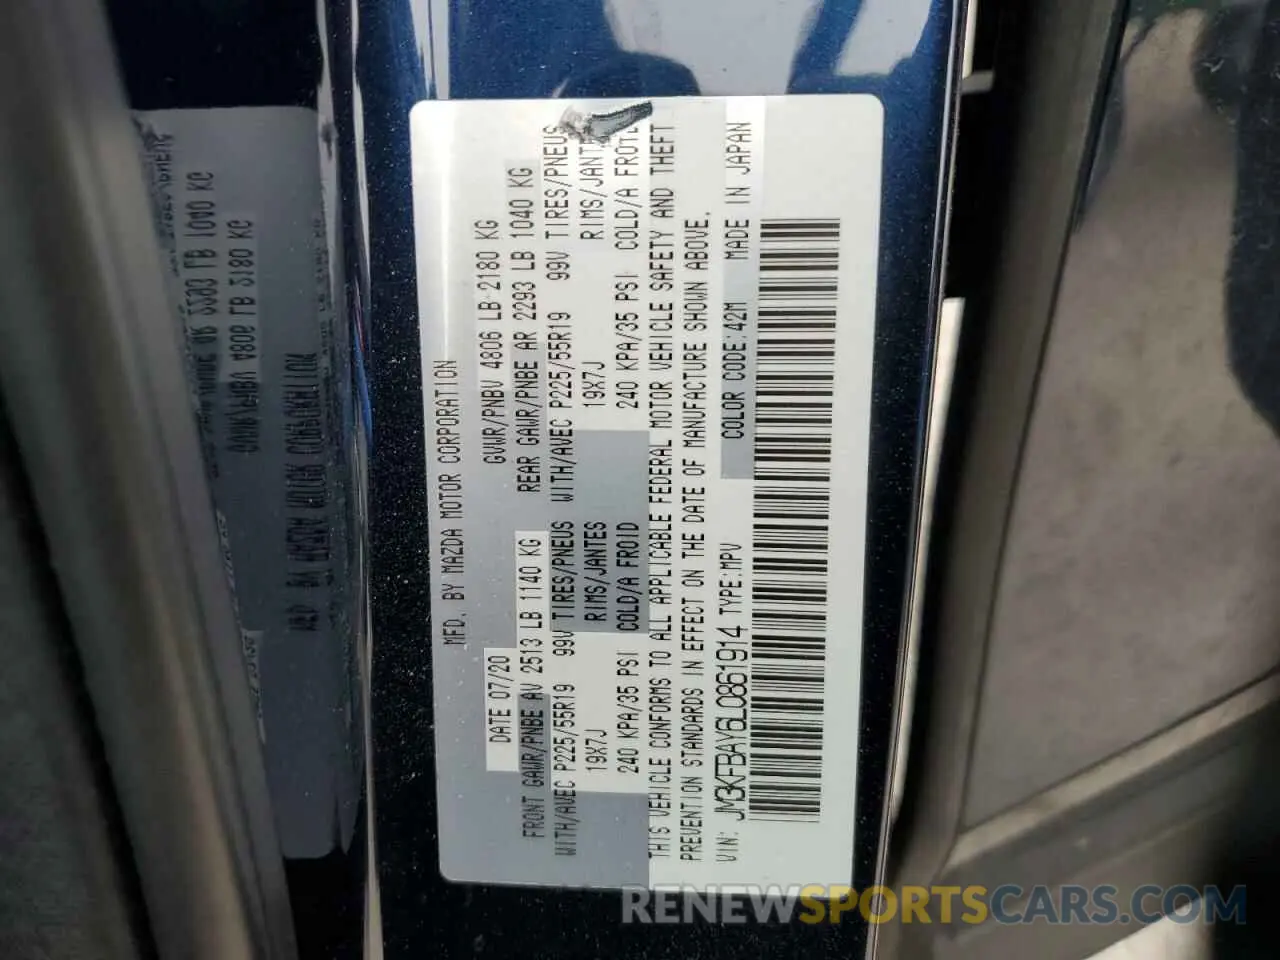 MFD. BY MAZDA MOTOR CORPORATION
DATE 07/20 GVWR/PNBV 4806 LB 2180 KG
FRONT GAWR/PNBE AV 2513 LB 1140 KG REAR GAWR/PNBE AR 2293 LB 1040 KG
WITH/AVEC P225/55R19 99V TIRES/PNEUS WITH/AVEC P225/55R19 99V TIRES/PNEUS
19X7J RIMS/JANTES 19X7J RIMS/JANTE
240 KPA/35 PSI COLD/A FROID 240 KPA/35 PSI COLD/A FROID
THIS VEHICLE CONFORMS TO ALL APPLICABLE FEDERAL MOTOR VEHICLE SAFETY AND THEFT
PREVENTION STANDARDS IN EFFECT ON THE DATE OF MANUFACTURE SHOWN ABOVE.
VIN: JM3KFBAY6L0861914 TYPE:MPV COLOR CODE:42M MADE IN JAPAN
RENEWSPORTSCARS.COM